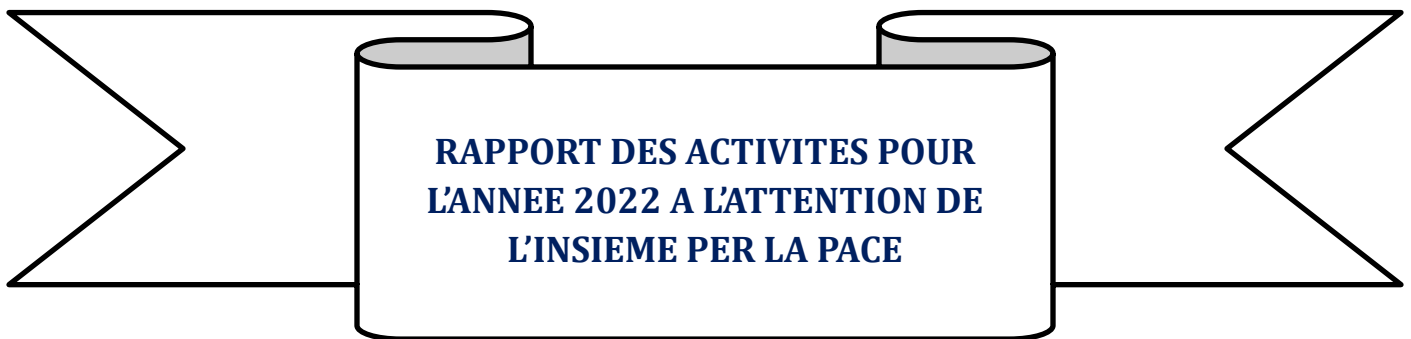 RAPPORT DES ACTIVITES POUR
L’ANNEE 2022 A L’ATTENTION DE
L’INSIEME PER LA PACE